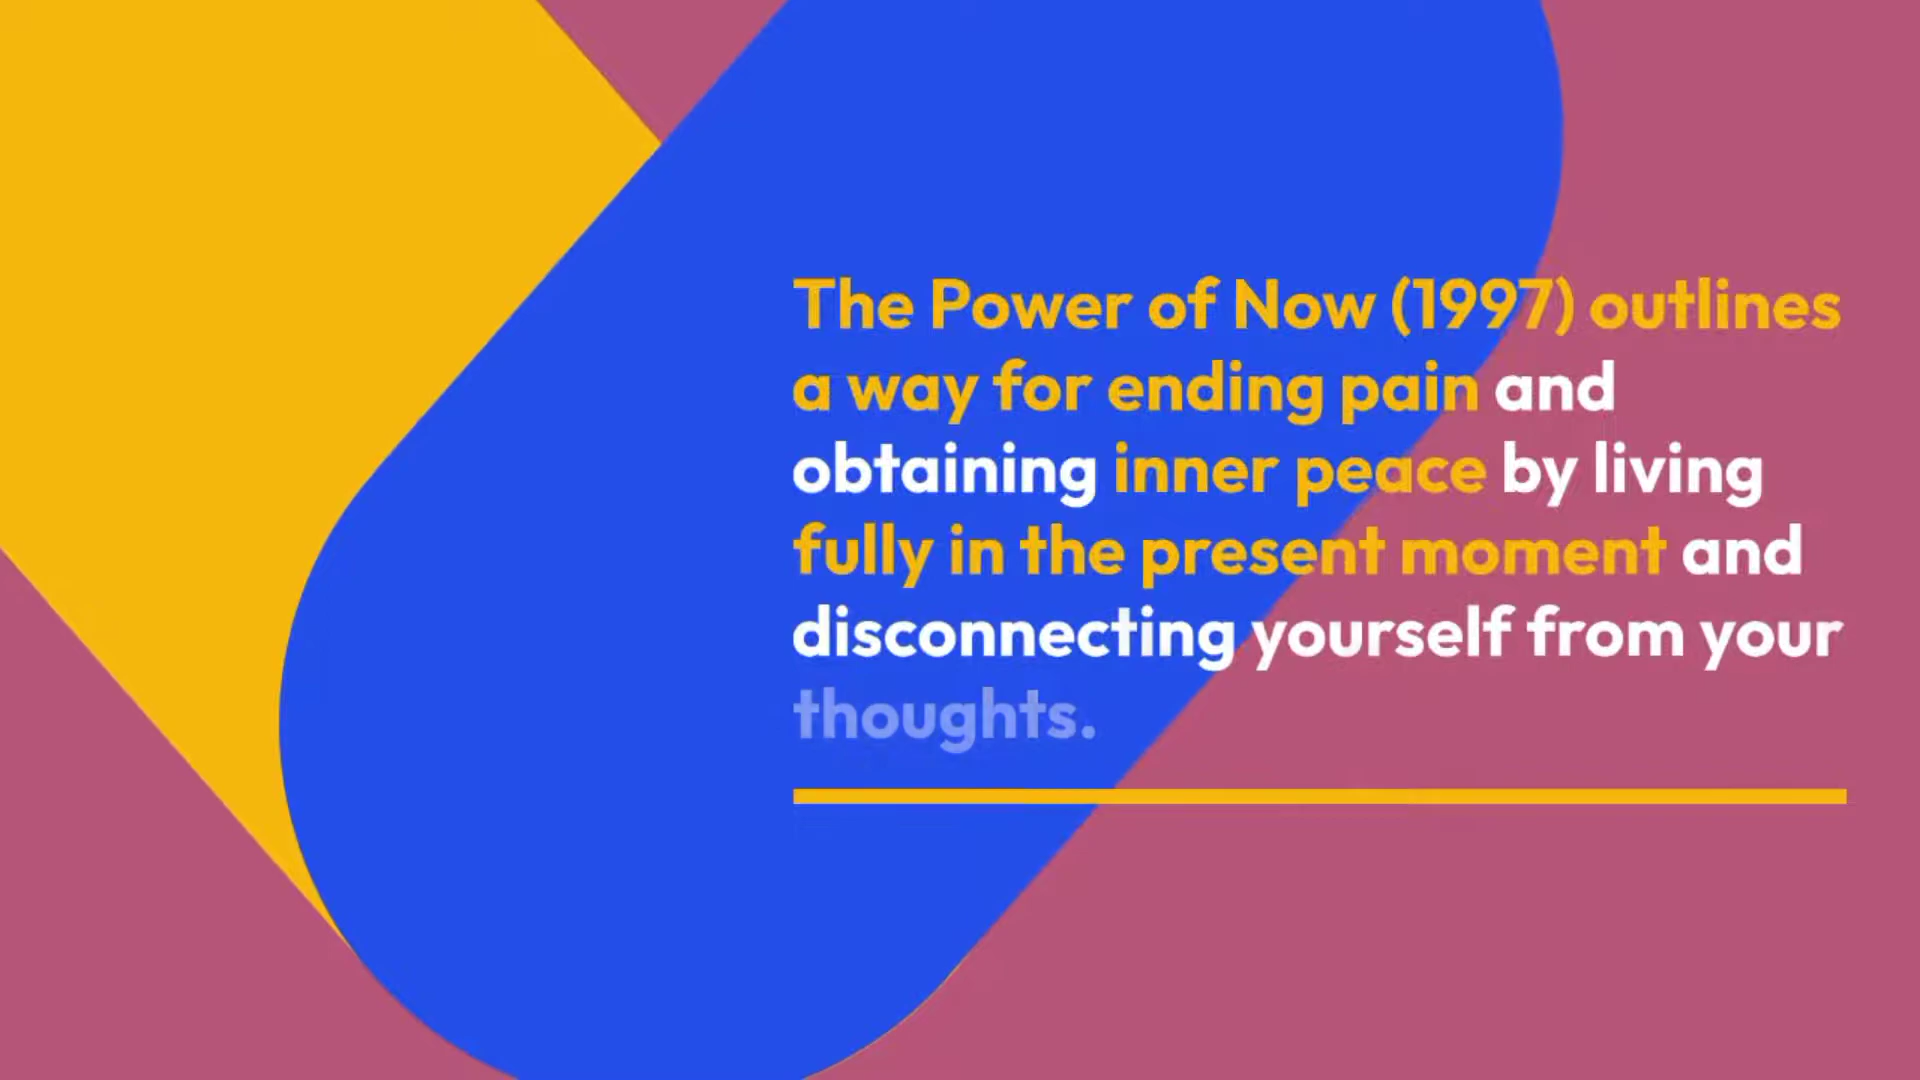 The Power of Now (1997) outlines
a way for ending pain and
obtaining inner peace by living
fully in the present moment and
disconnecting yourself from your
thoughts.